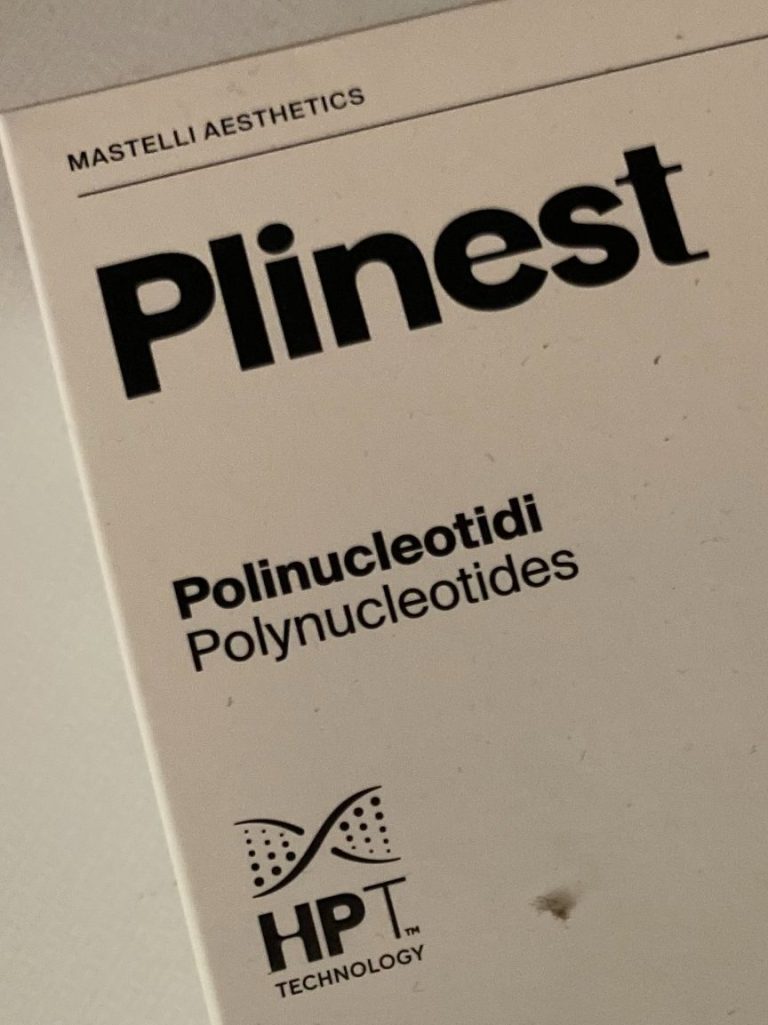 MASTELLI AESTHETICS
Plinest
Polinucleotidi
Polynucleotides
HPT™
TECHNOLOGY